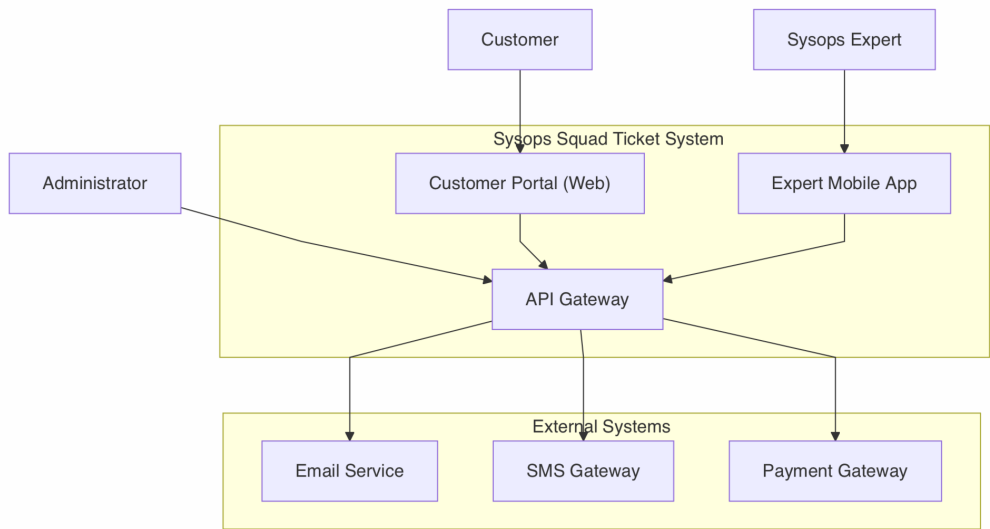 Customer
Sysops Expert
Sysops Squad Ticket System
Administrator
Customer Portal (Web)
Expert Mobile App
API Gateway
External Systems
Email Service
SMS Gateway
Payment Gateway